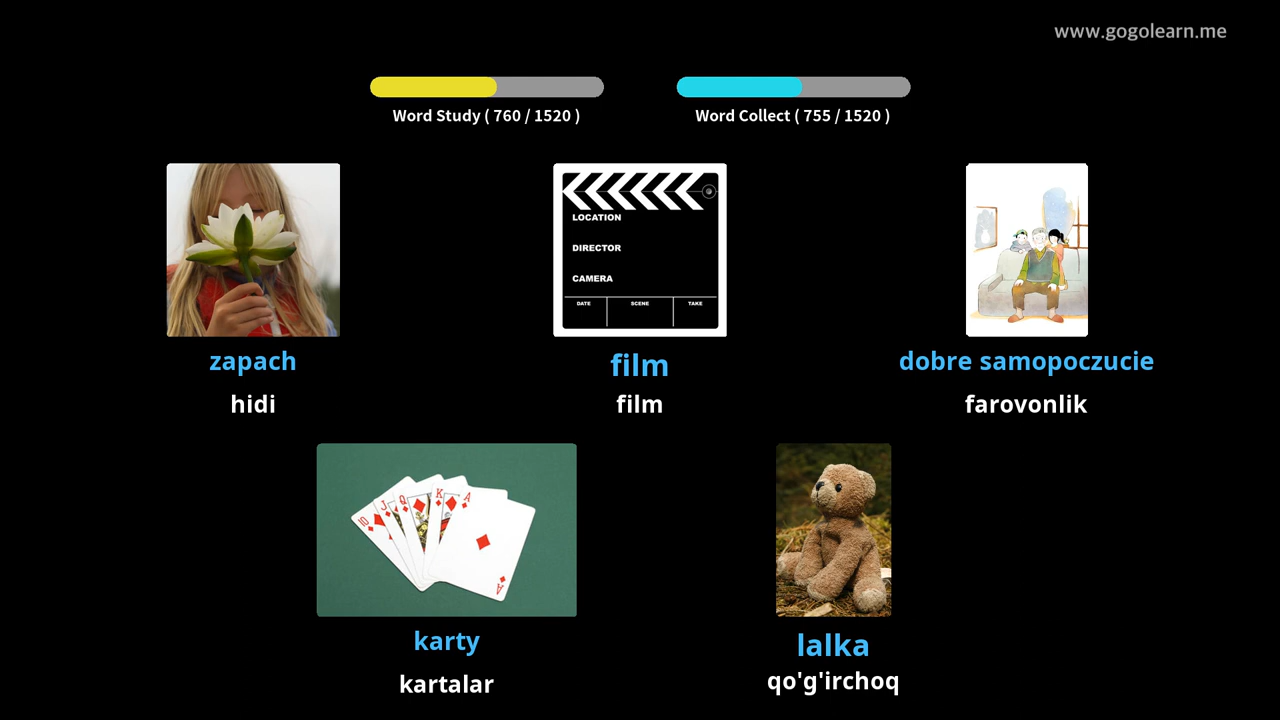 www.gogolearn.me
Word Study ( 760 / 1520 )
Word Collect ( 755 / 1520 )
LOCATION
DIRECTOR
CAMERA
DATE
SCENE
TAKE
zapach
film
dobre samopoczucie
hidi
film
farovonlik
10
J
Q
K
A
A
karty
lalka
kartalar
qo'g'irchoq